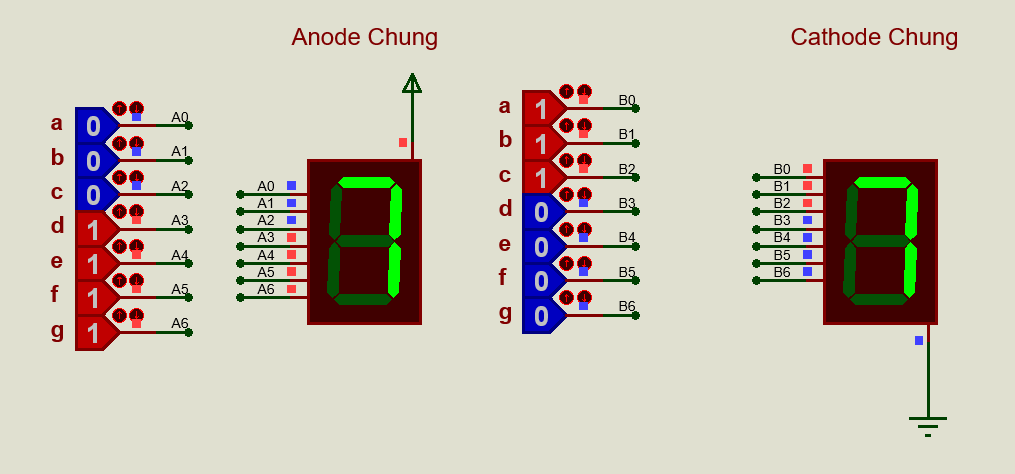 Anode Chung
Cathode Chung
a 0 A0
b 0 A1
c 0 A2
d 1 A3
e 1 A4
f 1 A5
g 1 A6
A0
A1
A2
A3
A4
A5
A6
a 1 B0
b 1 B1
c 1 B2
d 0 B3
e 0 B4
f 0 B5
g 0 B6
B0
B1
B2
B3
B4
B5
B6
7
7